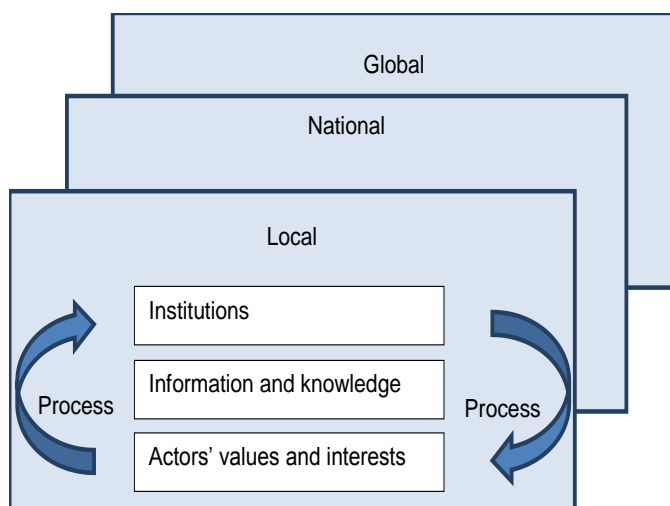 Global
National
Local
Institutions
Information and knowledge
Process
Process
Actors’ values and interests